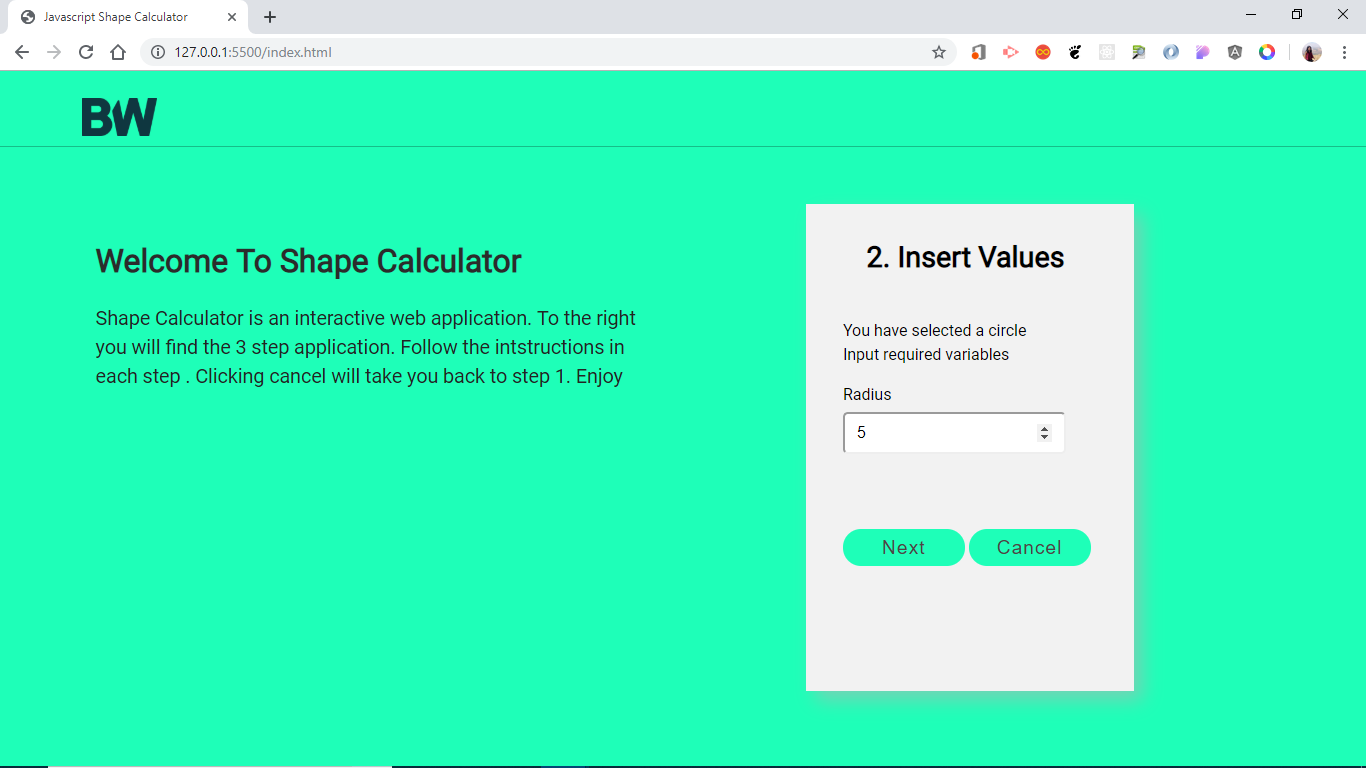 Javascript Shape Calculator
127.0.0.1:5500/index.html
BW
Welcome To Shape Calculator
Shape Calculator is an interactive web application. To the right
you will find the 3 step application. Follow the intstructions in
each step . Clicking cancel will take you back to step 1. Enjoy
2. Insert Values
You have selected a circle
Input required variables
Radius
5
Next
Cancel